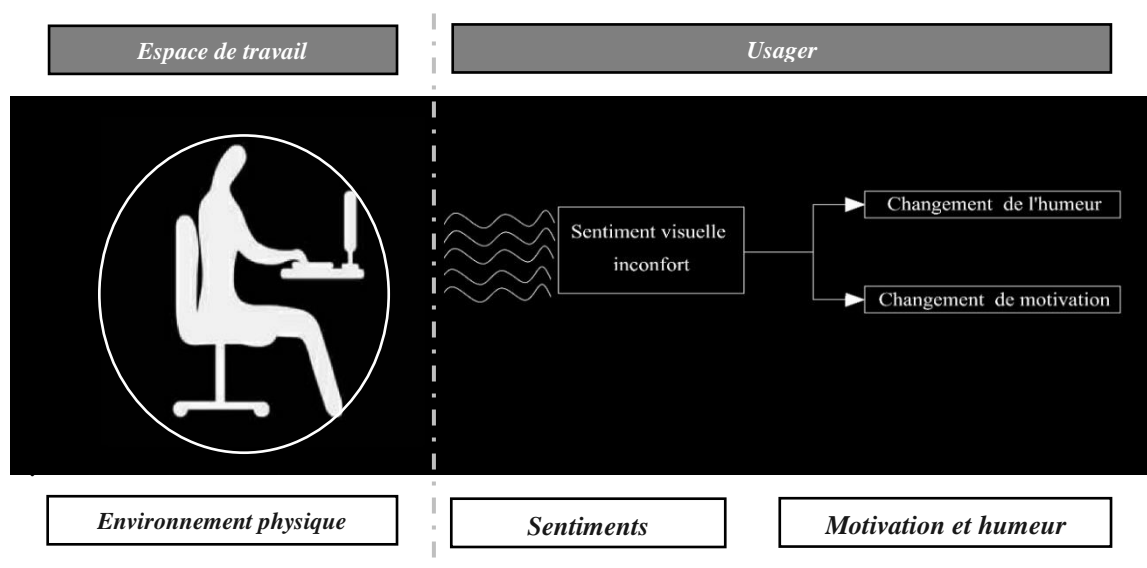 Espace de travail
Usager
Sentiment visuelle
inconfort
Changement de l'humeur
Changement de motivation
Environnement physique
Sentiments
Motivation et humeur